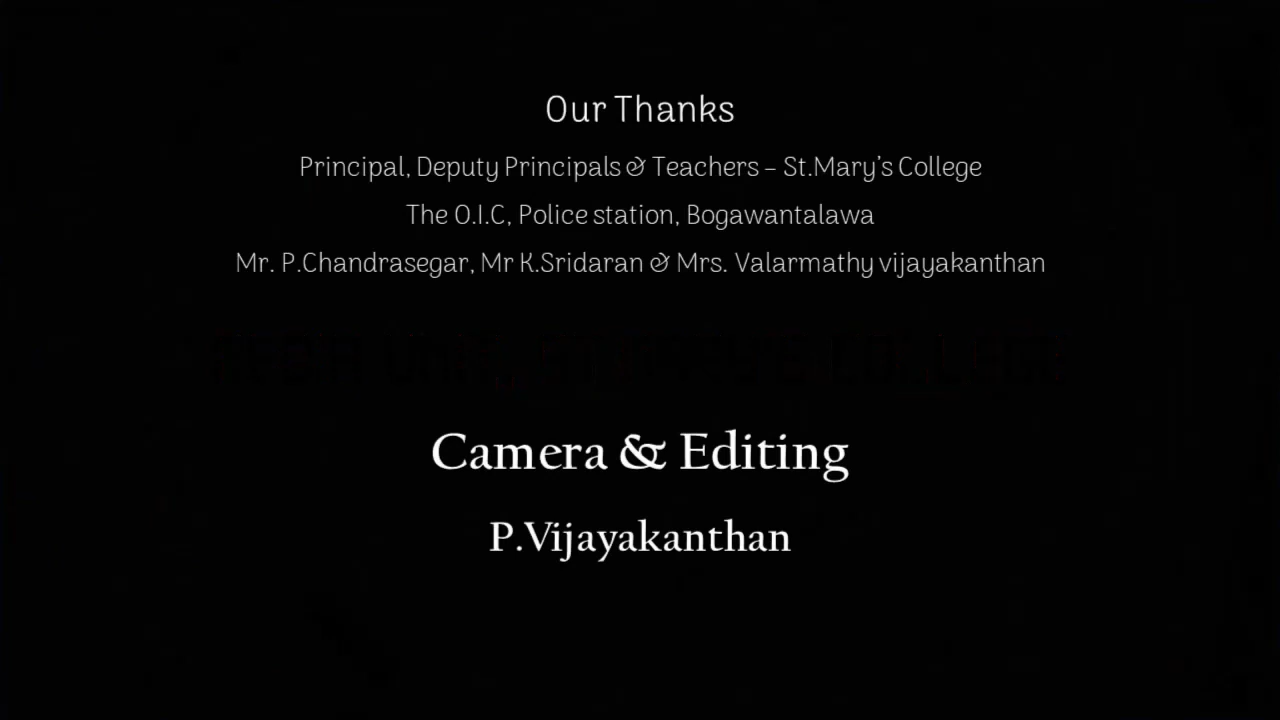 Our Thanks
Principal, Deputy Principals & Teachers – St.Mary's College
The O.I.C, Police station, Bogawantalawa
Mr. P.Chandrasegar, Mr K.Sridaran & Mrs. Valarmathy vijayakanthan
Camera & Editing
P.Vijayakanthan